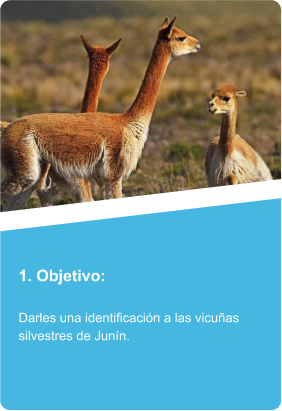 1. Objetivo:
Darles una identificación a las vicuñas
silvestres de Junín.